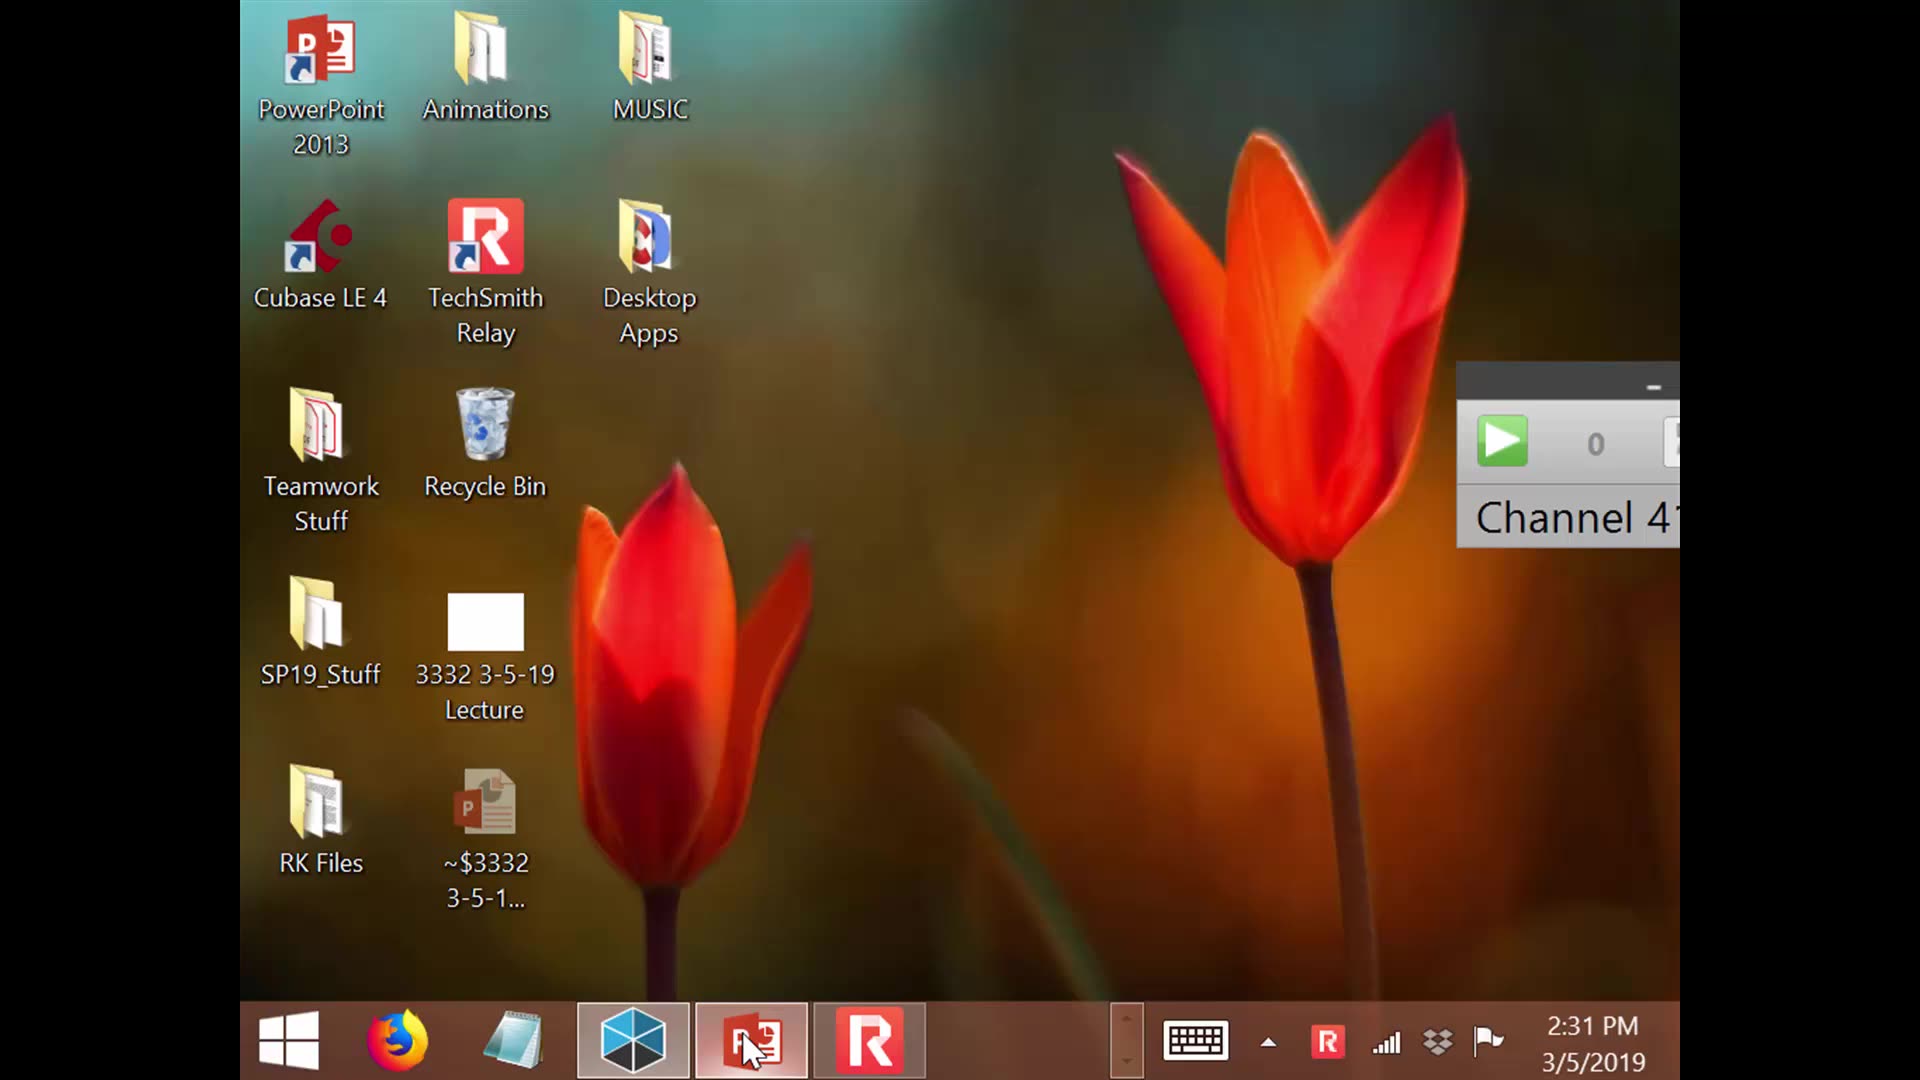 PowerPoint
2013
Animations
MUSIC
Cubase LE 4
TechSmith
Relay
Desktop
Apps
Teamwork
Stuff
Recycle Bin
0
Channel 41
SP19_Stuff
3332 3-5-19
Lecture
RK Files
~$3332
3-5-1...
2:31 PM
3/5/2019